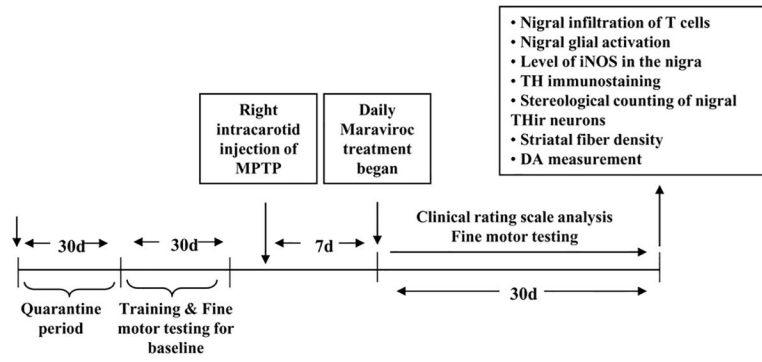 • Nigral infiltration of T cells
• Nigral glial activation
• Level of iNOS in the nigra
• TH immunostaining
• Stereological counting of nigral
THir neurons
• Striatal fiber density
• DA measurement
Right
intracarotid
injection of
MPTP
Daily
Maraviroc
treatment
began
Clinical rating scale analysis
Fine motor testing
30d
30d
7d
30d
Quarantine
period
Training & Fine
motor testing for
baseline